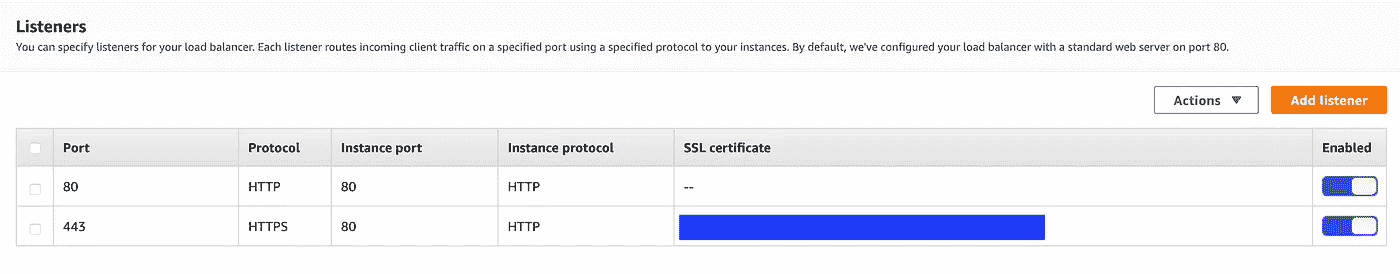 Listeners
You can specify listeners for your load balancer. Each listener routes incoming client traffic on a specified port using a specified protocol to your instances. By default, we've configured your load balancer with a standard web server on port 80.
Actions ▼ Add listener
Port Protocol Instance port Instance protocol SSL certificate Enabled
80 HTTP 80 HTTP --
443 HTTPS 80 HTTP